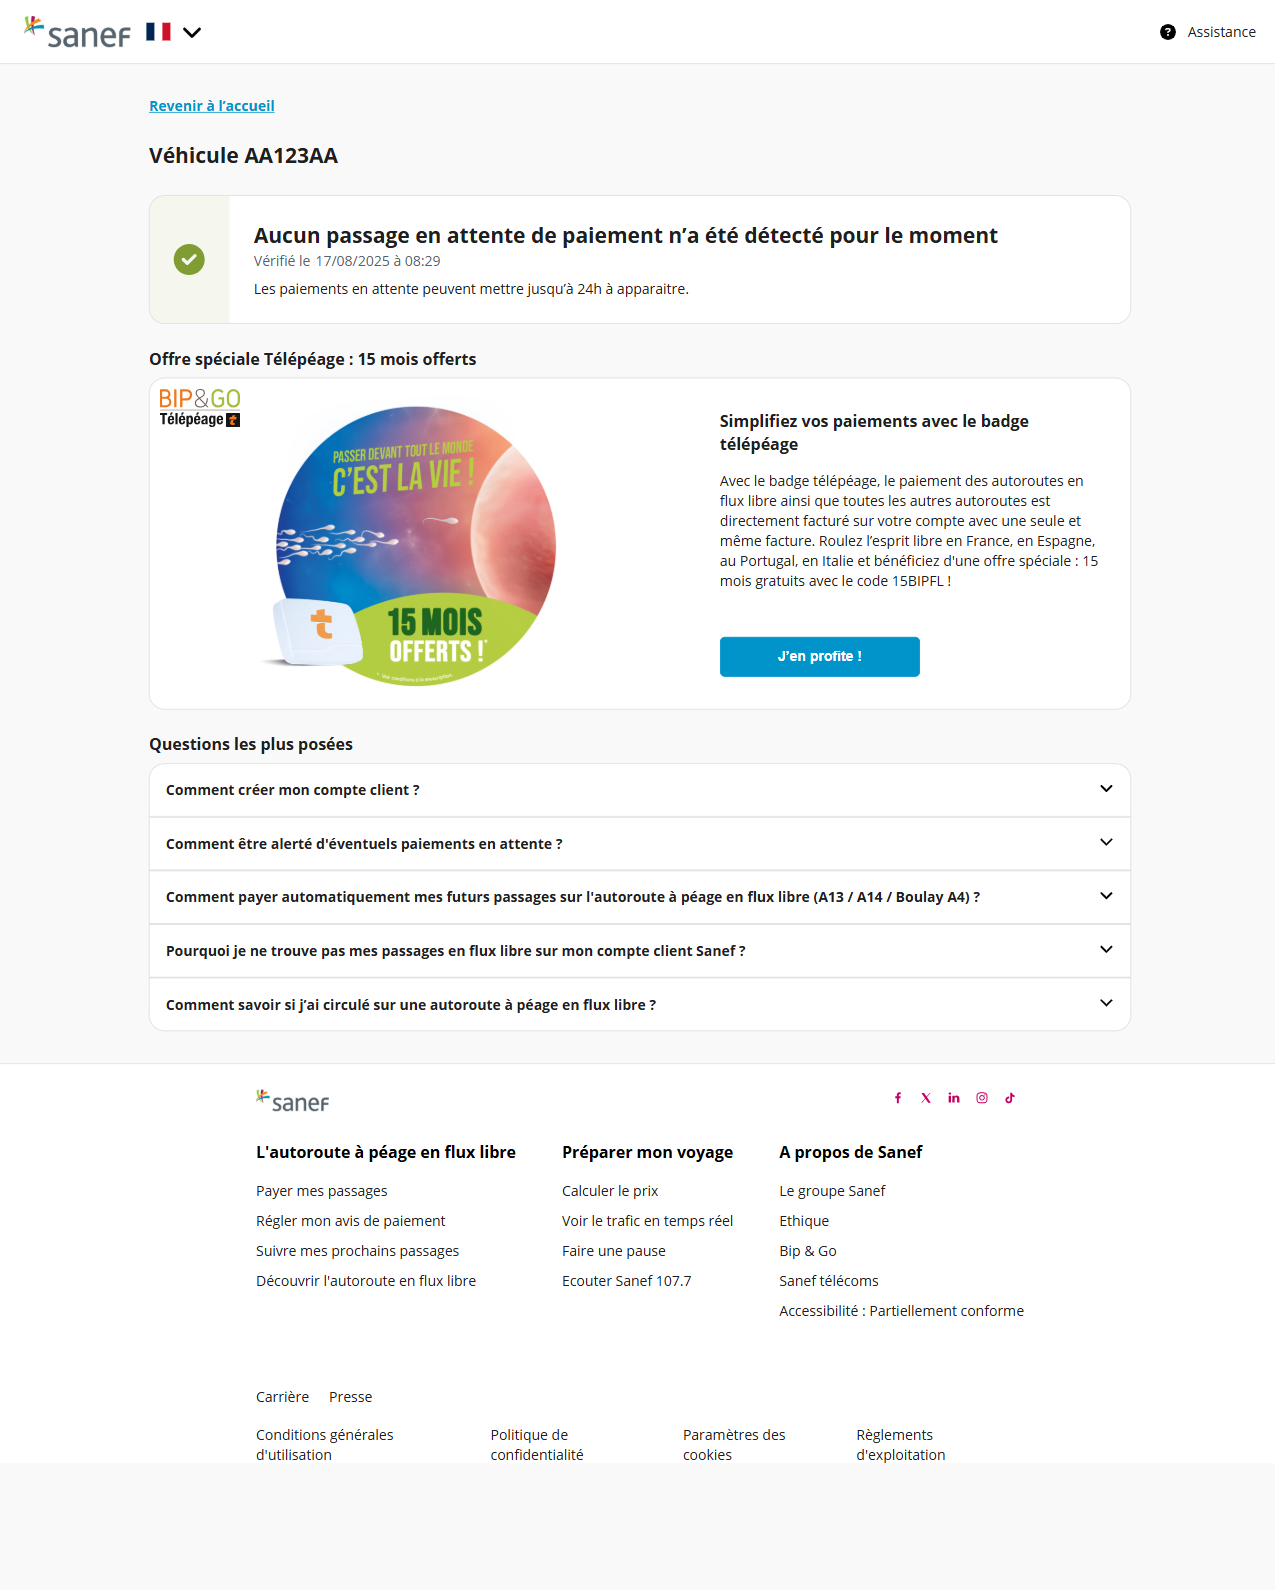 sanef
Assistance
Revenir à l’accueil
Véhicule AA123AA
Aucun passage en attente de paiement n’a été détecté pour le moment
Vérifié le 17/08/2025 à 08:29
Les paiements en attente peuvent mettre jusqu’à 24h à apparaitre.
Offre spéciale Télépéage : 15 mois offerts
BIP&GO
Télépéage t
PASSER DEVANT TOUT LE MONDE
C’EST LA VIE !
t
15 MOIS
OFFERTS !*
*. Voir conditions à la souscription.
Simplifiez vos paiements avec le badge
télépéage
Avec le badge télépéage, le paiement des autoroutes en
flux libre ainsi que toutes les autres autoroutes est
directement facturé sur votre compte avec une seule et
même facture. Roulez l’esprit libre en France, en Espagne,
au Portugal, en Italie et bénéficiez d'une offre spéciale : 15
mois gratuits avec le code 15BIPFL !
J’en profite !
Questions les plus posées
Comment créer mon compte client ?
Comment être alerté d'éventuels paiements en attente ?
Comment payer automatiquement mes futurs passages sur l'autoroute à péage en flux libre (A13 / A14 / Boulay A4) ?
Pourquoi je ne trouve pas mes passages en flux libre sur mon compte client Sanef ?
Comment savoir si j’ai circulé sur une autoroute à péage en flux libre ?
sanef
L'autoroute à péage en flux libre
Payer mes passages
Régler mon avis de paiement
Suivre mes prochains passages
Découvrir l'autoroute en flux libre
Préparer mon voyage
Calculer le prix
Voir le trafic en temps réel
Faire une pause
Ecouter Sanef 107.7
A propos de Sanef
Le groupe Sanef
Ethique
Bip & Go
Sanef télécoms
Accessibilité : Partiellement conforme
Carrière
Presse
Conditions générales
d'utilisation
Politique de
confidentialité
Paramètres des
cookies
Règlements
d'exploitation